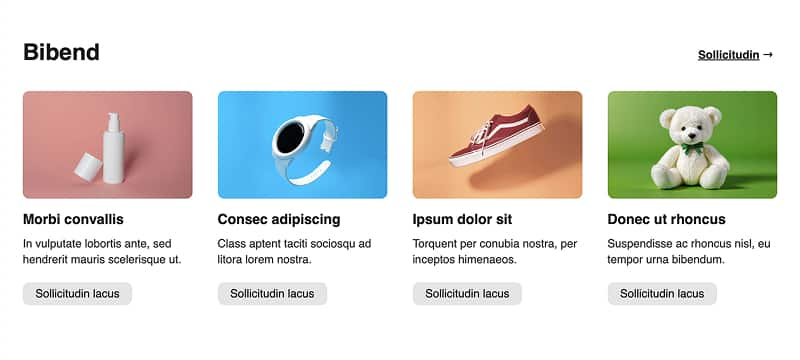 Bibend
Sollicitudin →
Morbi convallis
In vulputate lobortis ante, sed
hendrerit mauris scelerisque ut.
Sollicitudin lacus
Consec adipiscing
Class aptent taciti sociosqu ad
litora lorem nostra.
Sollicitudin lacus
Ipsum dolor sit
Torquent per conubia nostra, per
inceptos himenaeos.
Sollicitudin lacus
Donec ut rhoncus
Suspendisse ac rhoncus nisl, eu
tempor urna bibendum.
Sollicitudin lacus